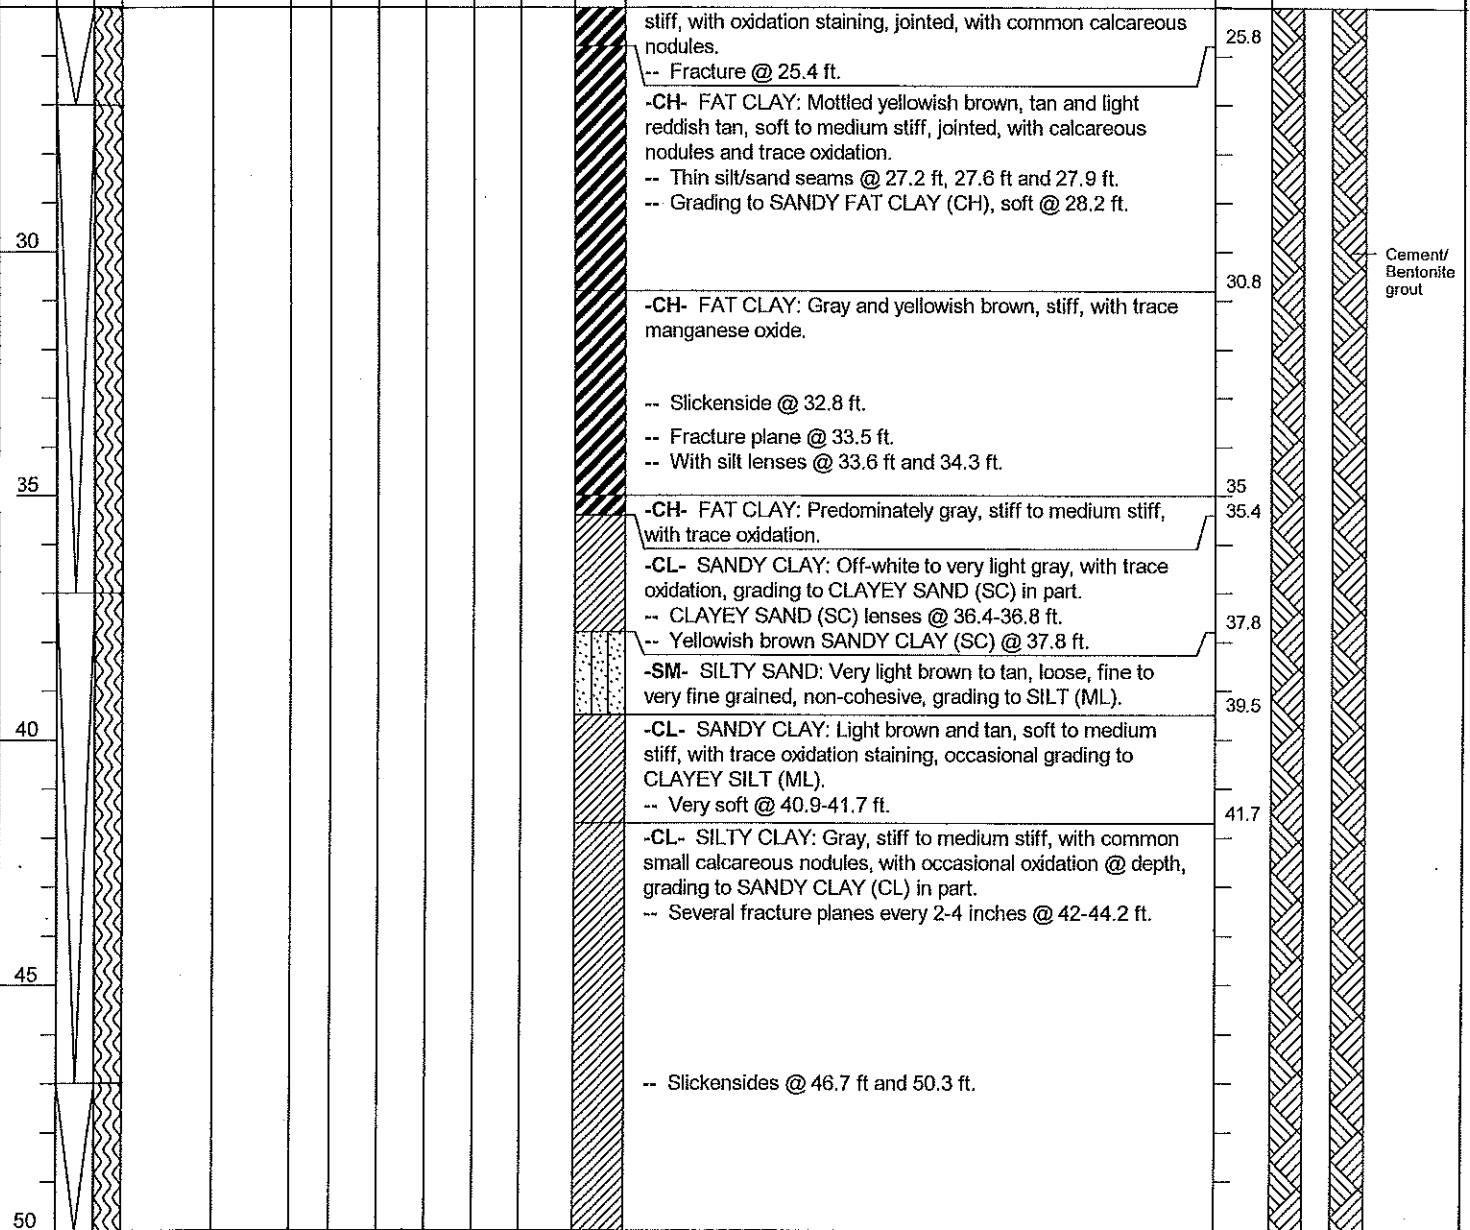 stiff, with oxidation staining, jointed, with common calcareous
nodules.
25.8
-- Fracture @ 25.4 ft.
-CH- FAT CLAY: Mottled yellowish brown, tan and light
reddish tan, soft to medium stiff, jointed, with calcareous
nodules and trace oxidation.
-- Thin silt/sand seams @ 27.2 ft, 27.6 ft and 27.9 ft.
-- Grading to SANDY FAT CLAY (CH), soft @ 28.2 ft.
30
Cement/
Bentonite
grout
30.8
-CH- FAT CLAY: Gray and yellowish brown, stiff, with trace
manganese oxide.
-- Slickenside @ 32.8 ft.
-- Fracture plane @ 33.5 ft.
-- With silt lenses @ 33.6 ft and 34.3 ft.
35
35
-CH- FAT CLAY: Predominately gray, stiff to medium stiff,
35.4
with trace oxidation.
-CL- SANDY CLAY: Off-white to very light gray, with trace
oxidation, grading to CLAYEY SAND (SC) in part.
-- CLAYEY SAND (SC) lenses @ 36.4-36.8 ft.
37.8
-- Yellowish brown SANDY CLAY (SC) @ 37.8 ft.
-SM- SILTY SAND: Very light brown to tan, loose, fine to
very fine grained, non-cohesive, grading to SILT (ML).
39.5
40
-CL- SANDY CLAY: Light brown and tan, soft to medium
stiff, with trace oxidation staining, occasional grading to
CLAYEY SILT (ML).
-- Very soft @ 40.9-41.7 ft.
41.7
-CL- SILTY CLAY: Gray, stiff to medium stiff, with common
small calcareous nodules, with occasional oxidation @ depth,
grading to SANDY CLAY (CL) in part.
-- Several fracture planes every 2-4 inches @ 42-44.2 ft.
45
-- Slickensides @ 46.7 ft and 50.3 ft.
50